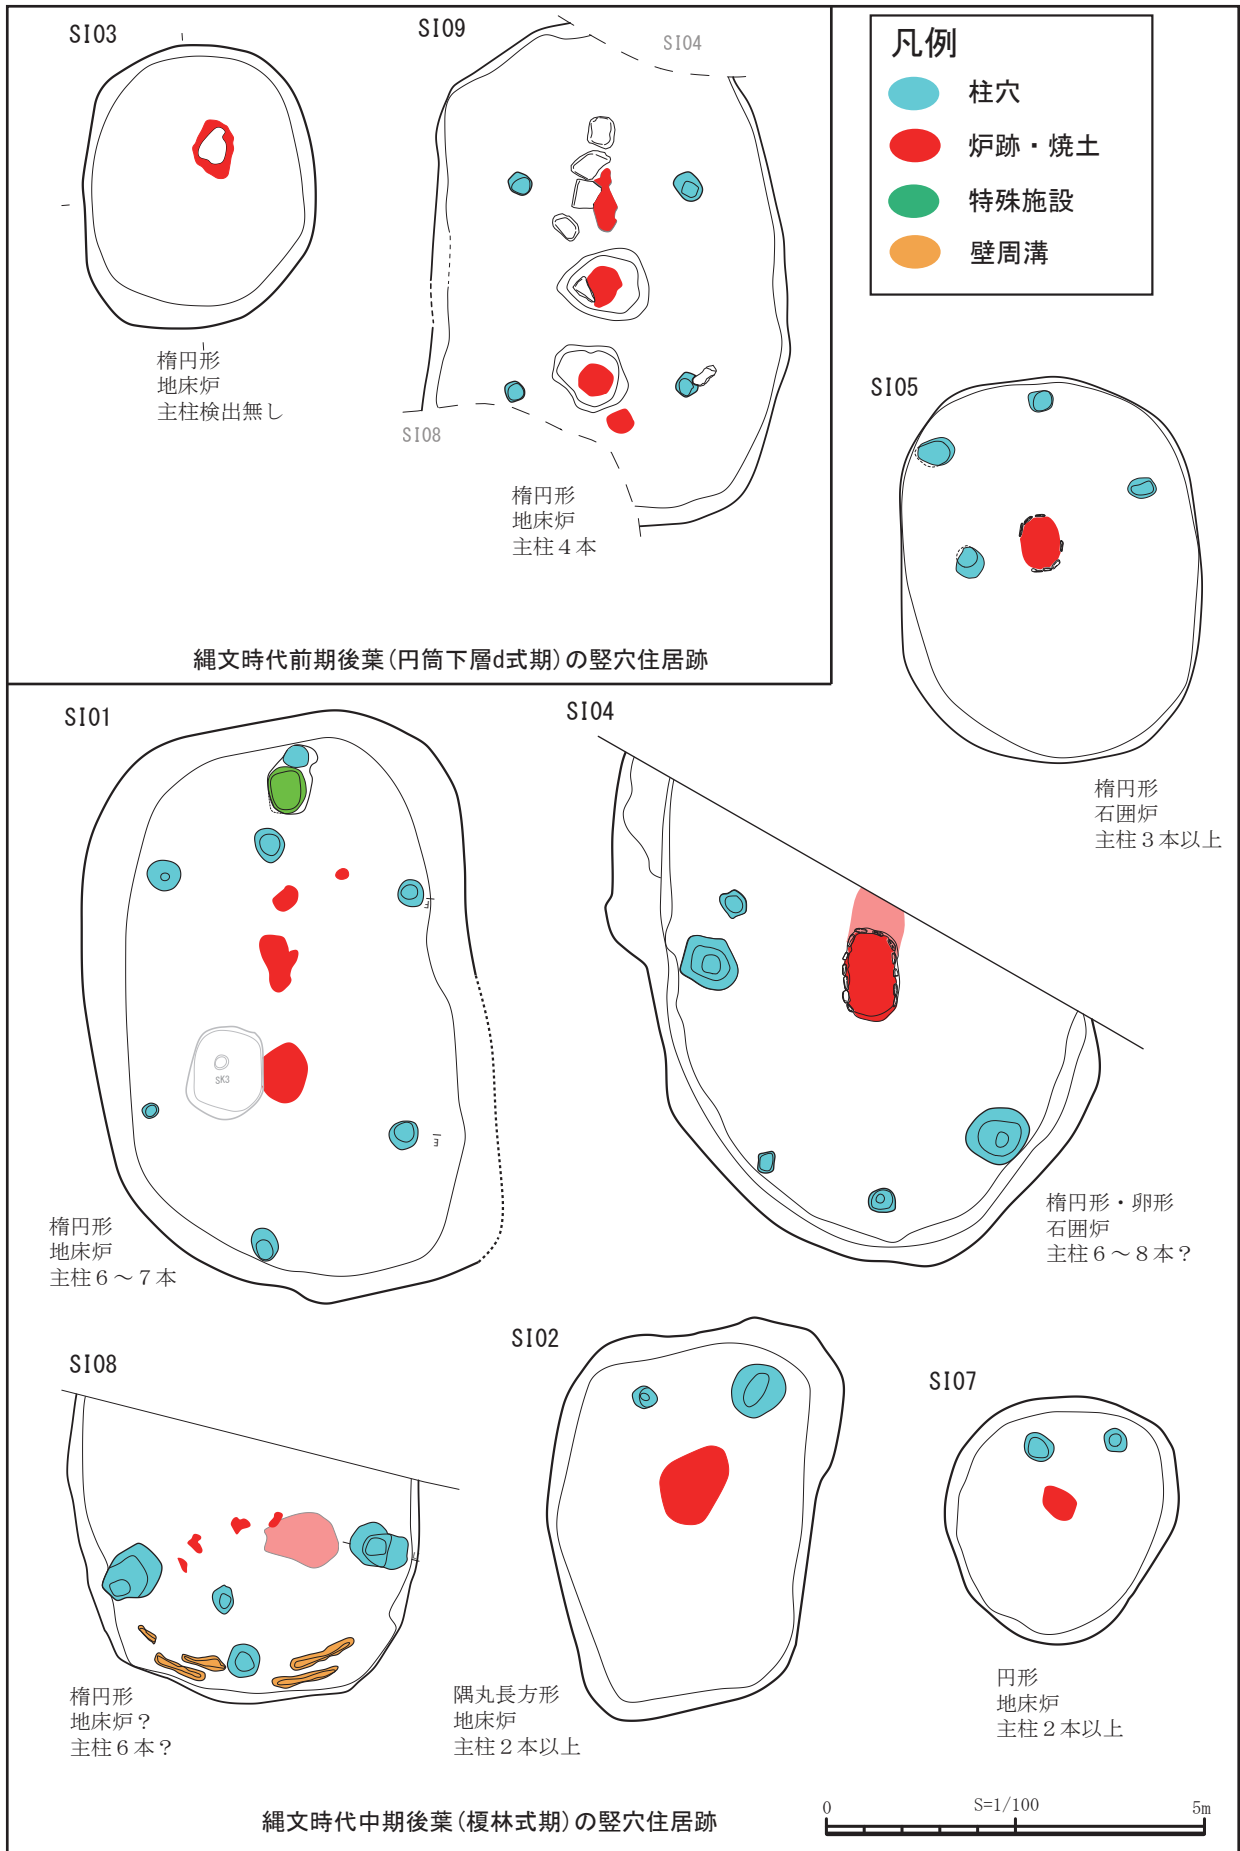 SI03
楕円形
地床炉
主柱検出無し
SI09
SI04
SI08
楕円形
地床炉
主柱４本
縄文時代前期後葉(円筒下層d式期)の竪穴住居跡
凡例
柱穴
炉跡・焼土
特殊施設
壁周溝
SI05
楕円形
石囲炉
主柱３本以上
SI01
E'
SK3
E
楕円形
地床炉
主柱６～７本
SI04
楕円形・卵形
石囲炉
主柱６～８本？
SI08
楕円形
地床炉？
主柱６本？
SI02
隅丸長方形
地床炉
主柱２本以上
SI07
円形
地床炉
主柱２本以上
縄文時代中期後葉(榎林式期)の竪穴住居跡
0 S=1/100 5m